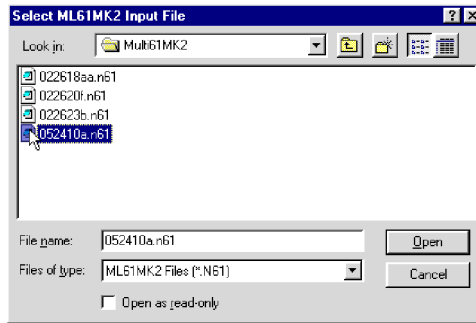 Select ML61MK2 Input File
Look in: Multi61MK2
022618aa.n61
022620f.n61
022623b.n61
052410a.n61
File name: 052410a.n61 Open
Files of type: ML61MK2 Files (*.N61) Cancel
Open as read-only